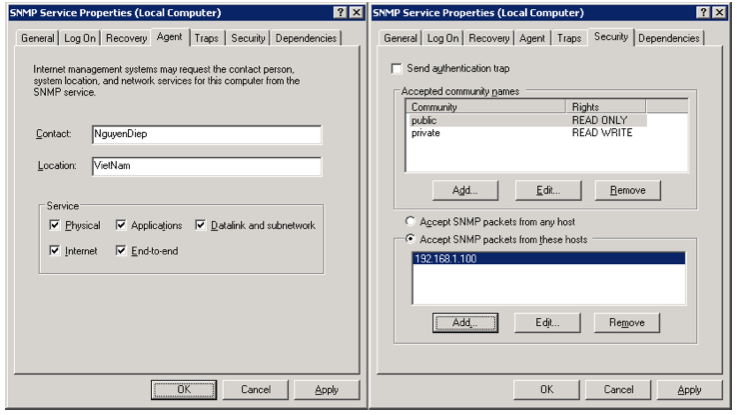 SNMP Service Properties (Local Computer)
General Log On Recovery Agent Traps Security Dependencies
Internet management systems may request the contact person,
system location, and network services for this computer from the
SNMP service.
Contact: NguyenDiep
Location: VietNam
Service
Physical Applications Datalink and subnetwork
Internet End-to-end
OK Cancel Apply
SNMP Service Properties (Local Computer)
General Log On Recovery Agent Traps Security Dependencies
Send authentication trap
Accepted community names
Community Rights
public READ ONLY
private READ WRITE
Add... Edit... Remove
Accept SNMP packets from any host
Accept SNMP packets from these hosts
192.168.1.100
Add... Edit... Remove
OK Cancel Apply